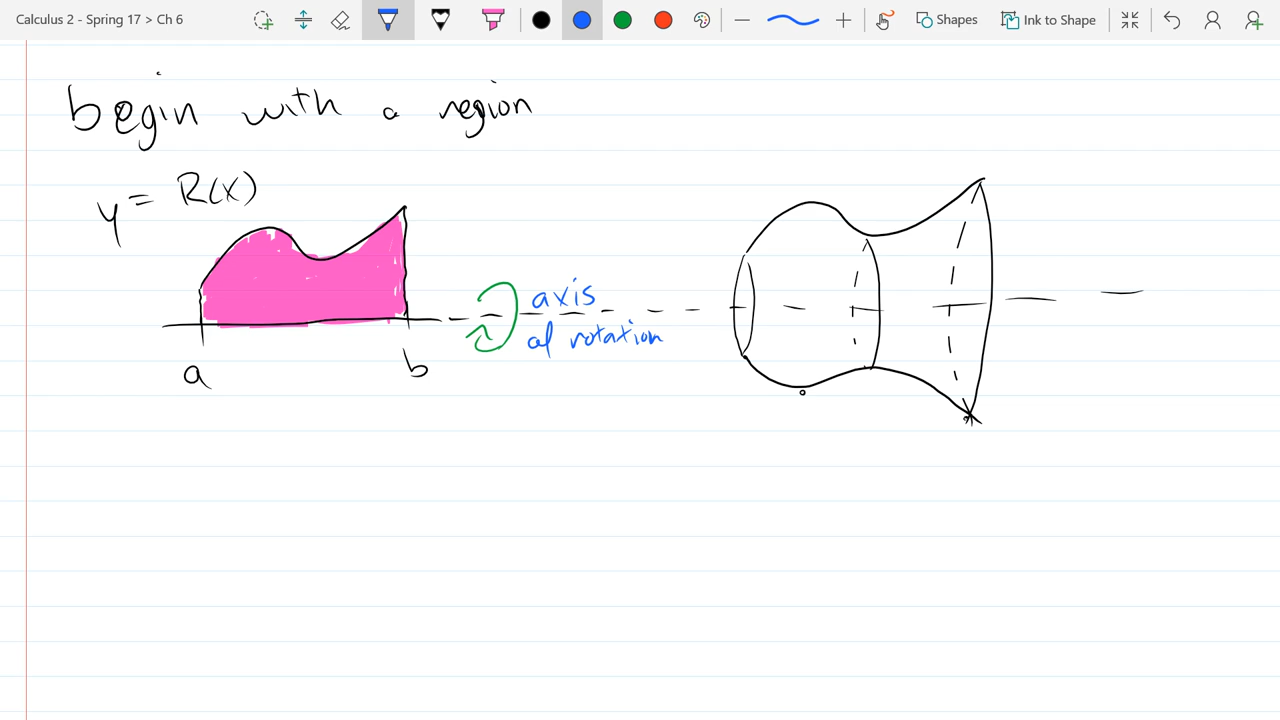 Calculus 2 - Spring 17 > Ch 6
Shapes
Ink to Shape
begin with a region
y = R(x)
axis
of rotation
a
b